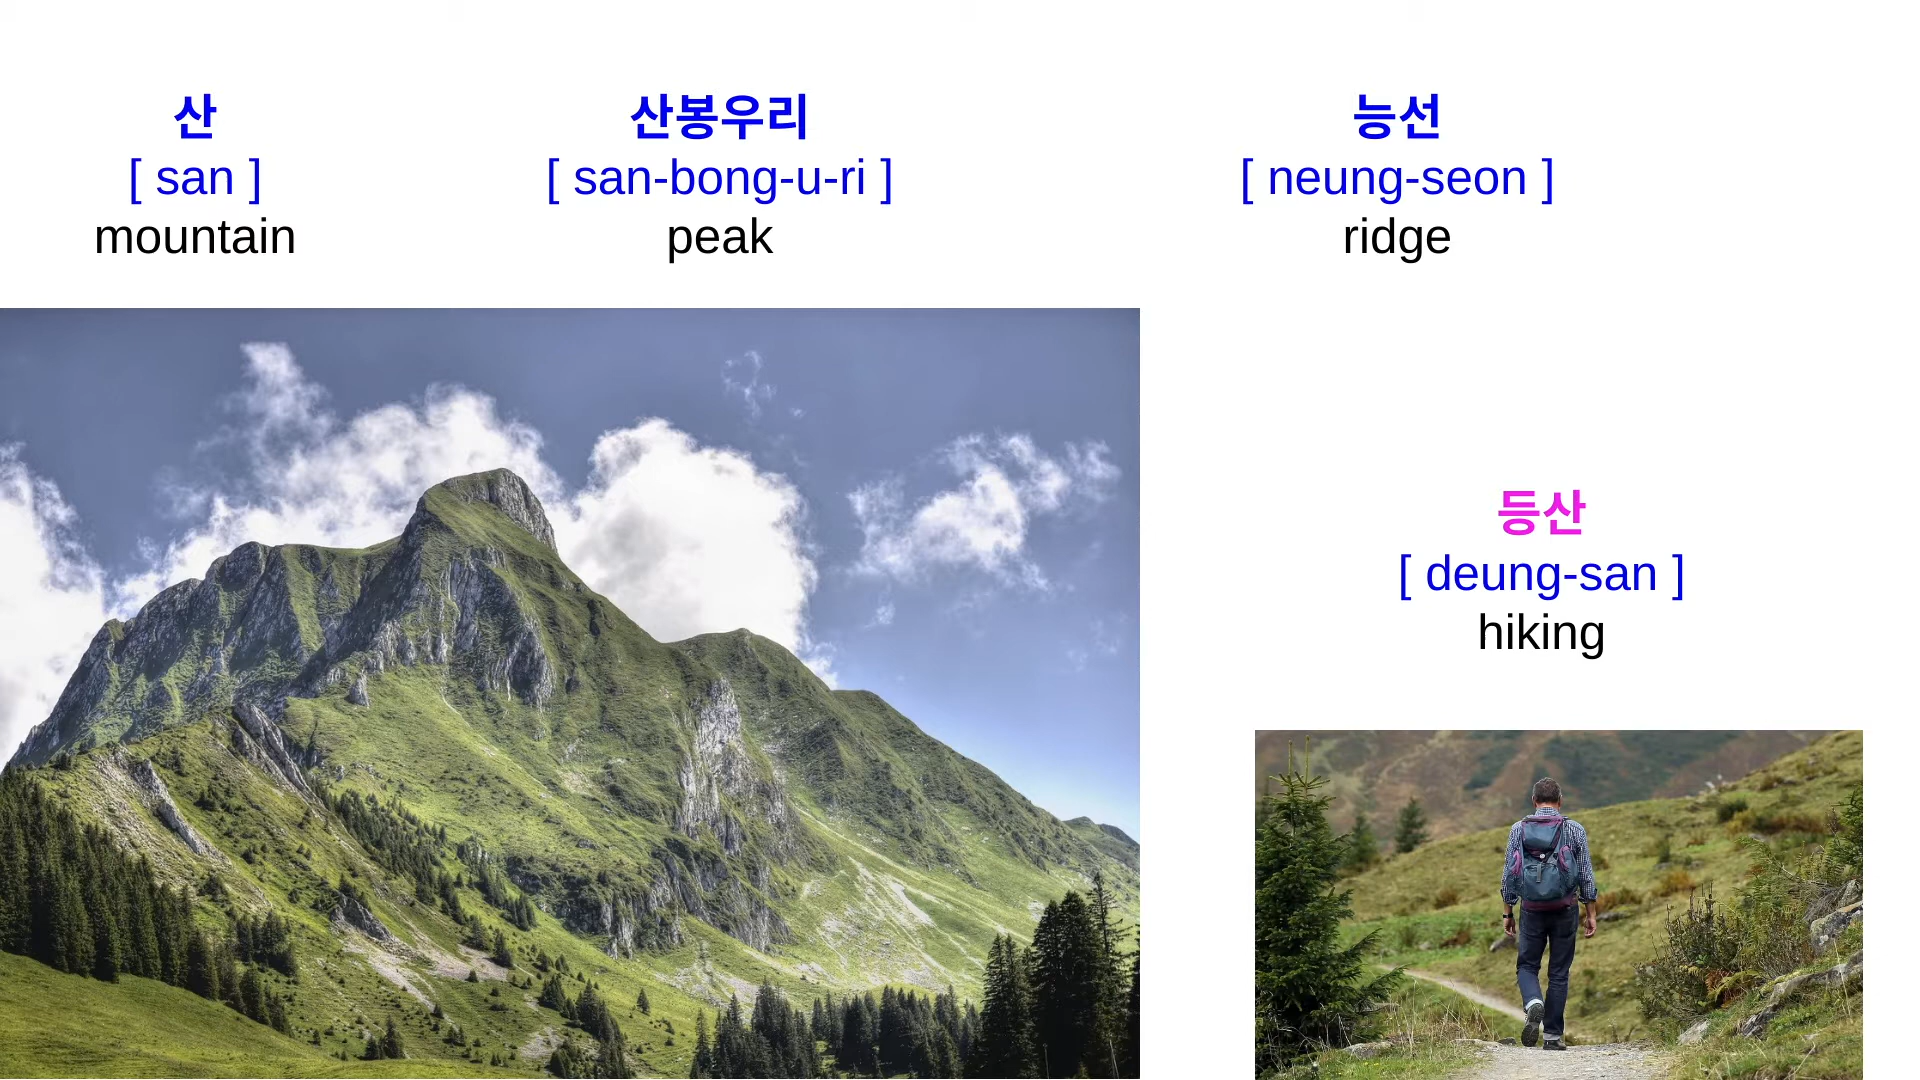 산
[ san ]
mountain
산봉우리
[ san-bong-u-ri ]
peak
능선
[ neung-seon ]
ridge
등산
[ deung-san ]
hiking